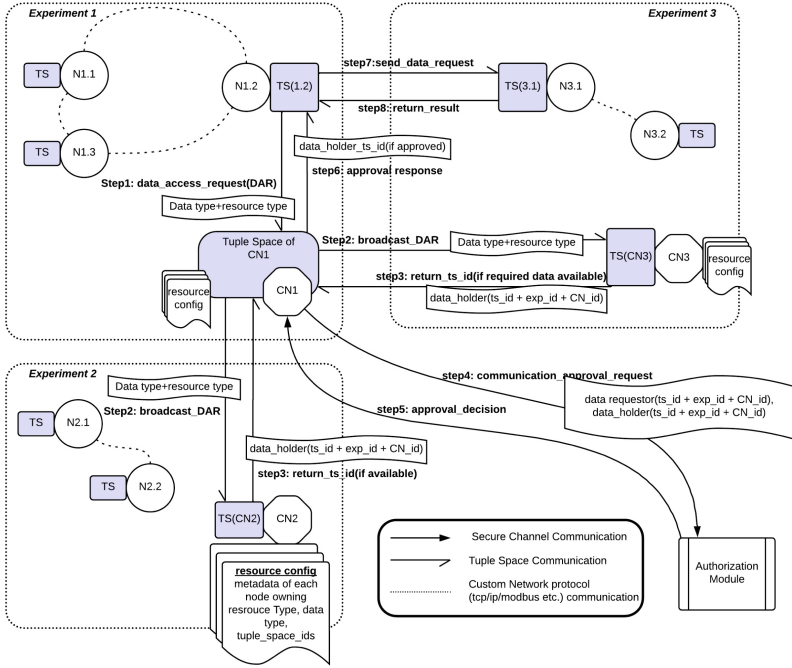 Experiment 1
Experiment 3
TS
N1.1
N1.2
TS(1.2)
step7:send_data_request
step8: return_result
TS(3.1)
N3.1
N3.2
TS
TS
N1.3
data_holder_ts_id(if approved)
step6: approval response
Step1: data_access_request(DAR)
Data type+resource type
Tuple Space of
CN1
Step2: broadcast_DAR
Data type+resource type
TS(CN3)
CN3
resource
config
step3: return_ts_id(if required data available)
data_holder(ts_id + exp_id + CN_id)
resource
config
CN1
Experiment 2
Data type+resource type
Step2: broadcast_DAR
step4: communication_approval_request
data requestor(ts_id + exp_id + CN_id),
data_holder(ts_id + exp_id + CN_id)
step5: approval_decision
TS
N2.1
TS
N2.2
data_holder(ts_id + exp_id + CN_id)
step3: return_ts_id(if available)
TS(CN2)
CN2
resource config
metadata of each
node owning
resrouce Type, data
type,
tuple_space_ids
Secure Channel Communication
Tuple Space Communication
Custom Network protocol
(tcp/ip/modbus etc.) communication
Authorization
Module